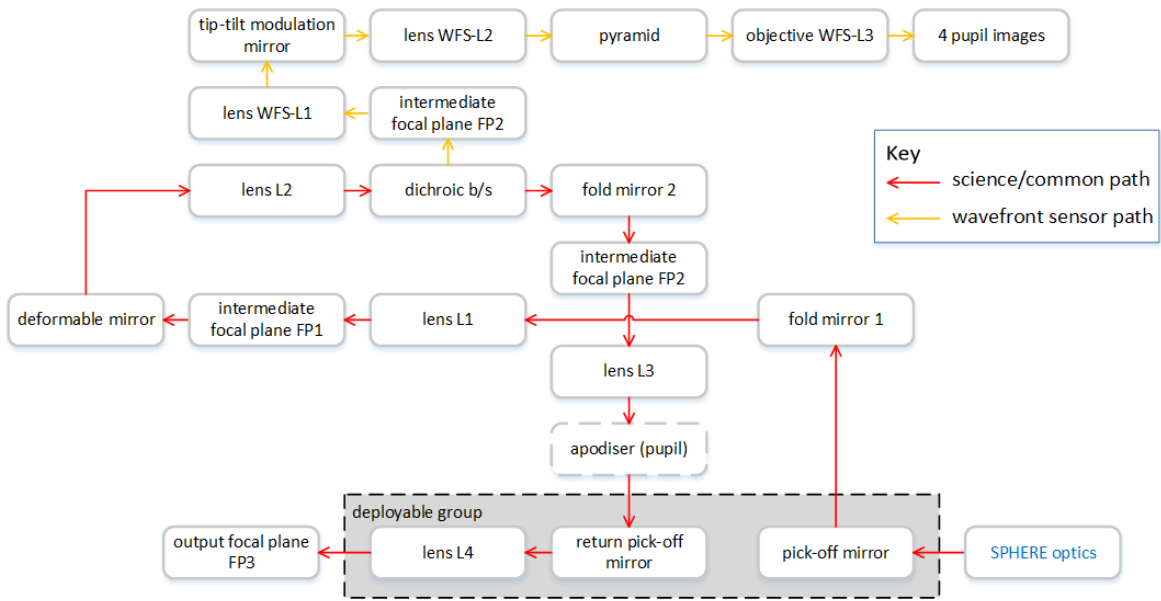 tip-tilt modulation
mirror
lens WFS-L2
pyramid
objective WFS-L3
4 pupil images
lens WFS-L1
intermediate
focal plane FP2
Key
science/common path
wavefront sensor path
lens L2
dichroic b/s
fold mirror 2
intermediate
focal plane FP2
deformable mirror
intermediate
focal plane FP1
lens L1
fold mirror 1
lens L3
apodiser (pupil)
deployable group
output focal plane
FP3
lens L4
return pick-off
mirror
pick-off mirror
SPHERE optics